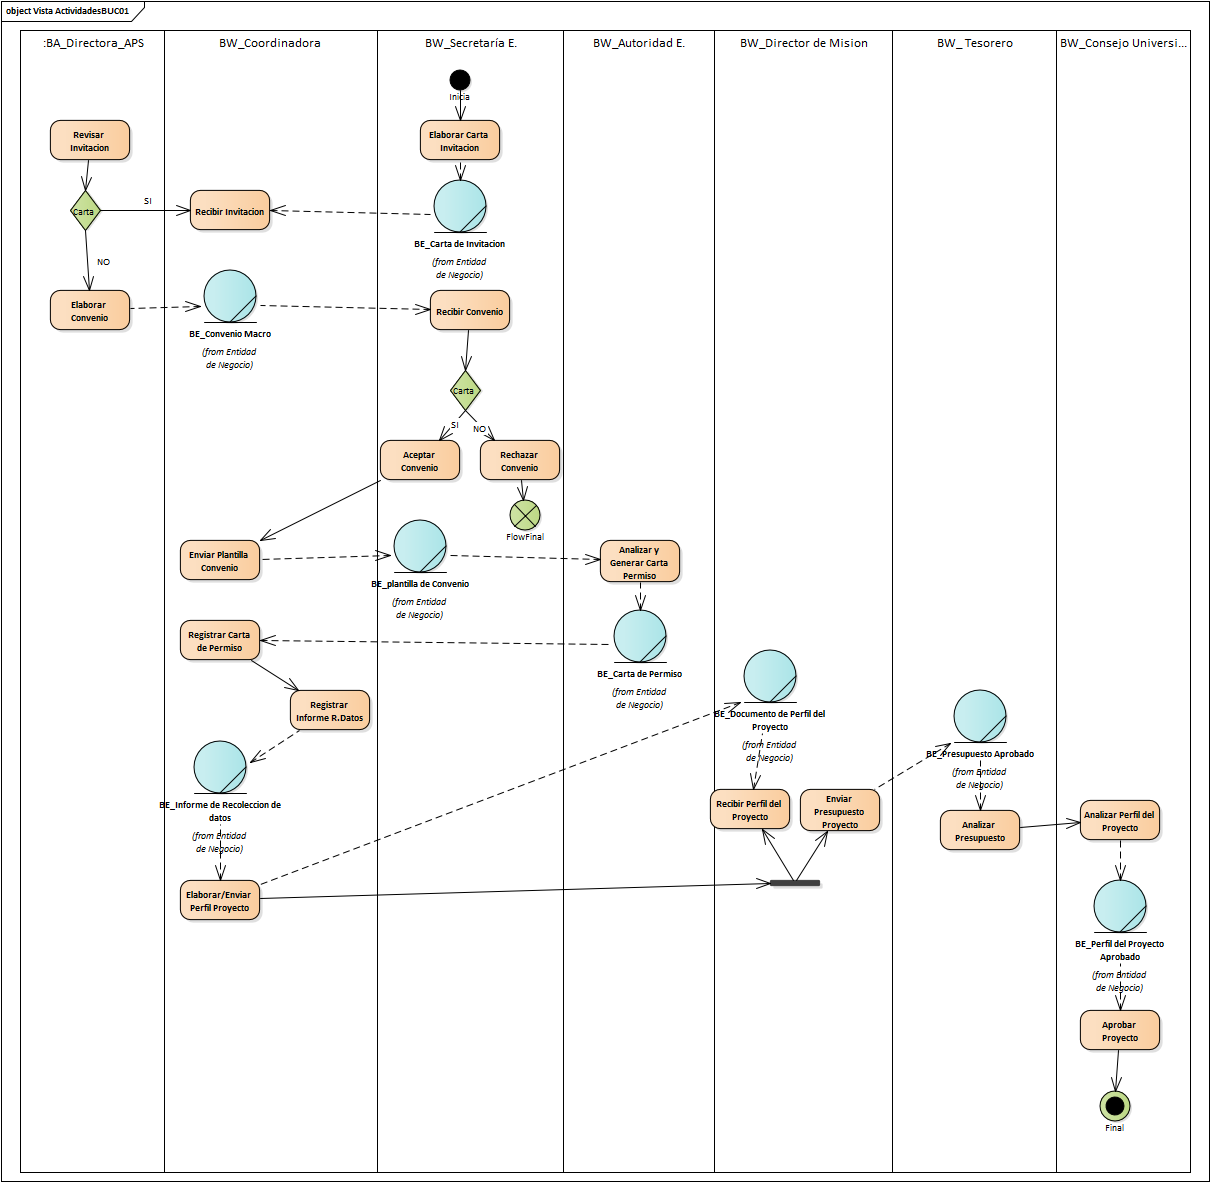 object Vista ActividadesBUC01
:BA_Directora_APS
BW_Coordinadora
BW_Secretaría E.
BW_Autoridad E.
BW_Director de Mision
BW_ Tesorero
BW_Consejo Universi...
Inicia
Revisar
Invitacion
Elaborar Carta
Invitacion
Carta
SI
Recibir Invitacion
BE_Carta de Invitacion
(from Entidad
de Negocio)
NO
Elaborar
Convenio
BE_Convenio Macro
(from Entidad
de Negocio)
Recibir Convenio
Carta
SI
NO
Aceptar
Convenio
Rechazar
Convenio
FlowFinal
Enviar Plantilla
Convenio
BE_plantilla de Convenio
(from Entidad
de Negocio)
Analizar y
Generar Carta
Permiso
Registrar Carta
de Permiso
BE_Carta de Permiso
(from Entidad
de Negocio)
Registrar
Informe R.Datos
BE_Documento de Perfil del
Proyecto
(from Entidad
de Negocio)
BE_Presupuesto Aprobado
(from Entidad
de Negocio)
BE_Informe de Recoleccion de
datos
(from Entidad
de Negocio)
Recibir Perfil del
Proyecto
Enviar
Presupuesto
Proyecto
Analizar
Presupuesto
Analizar Perfil del
Proyecto
Elaborar/Enviar
Perfil Proyecto
BE_Perfil del Proyecto
Aprobado
(from Entidad
de Negocio)
Aprobar
Proyecto
Final